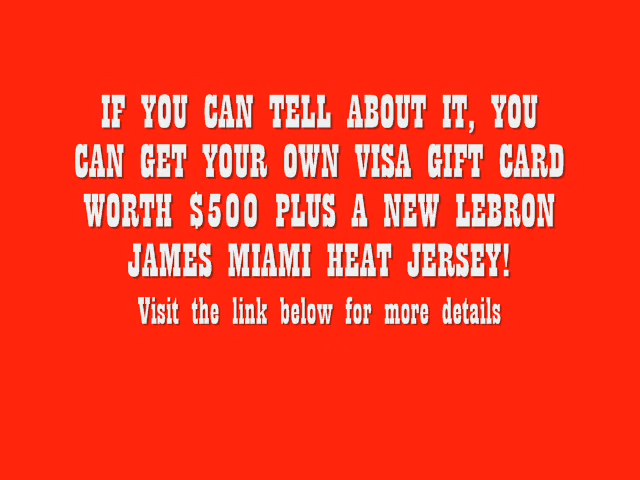 IF YOU CAN TELL ABOUT IT, YOU
CAN GET YOUR OWN VISA GIFT CARD
WORTH $500 PLUS A NEW LEBRON
JAMES MIAMI HEAT JERSEY!
Visit the link below for more details